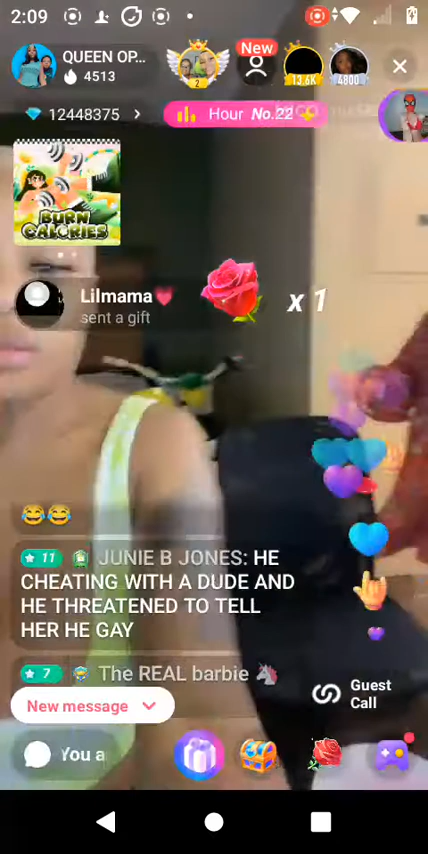 2:09
QUEEN OP...
4513
2
New
13.6K
4800
12448375
Hour No.22
BURN
CALORIES
Lilmama
sent a gift
x 1
11 JUNIE B JONES: HE
CHEATING WITH A DUDE AND
HE THREATENED TO TELL
HER HE GAY
7 The REAL barbie
Guest
Call
New message
You a